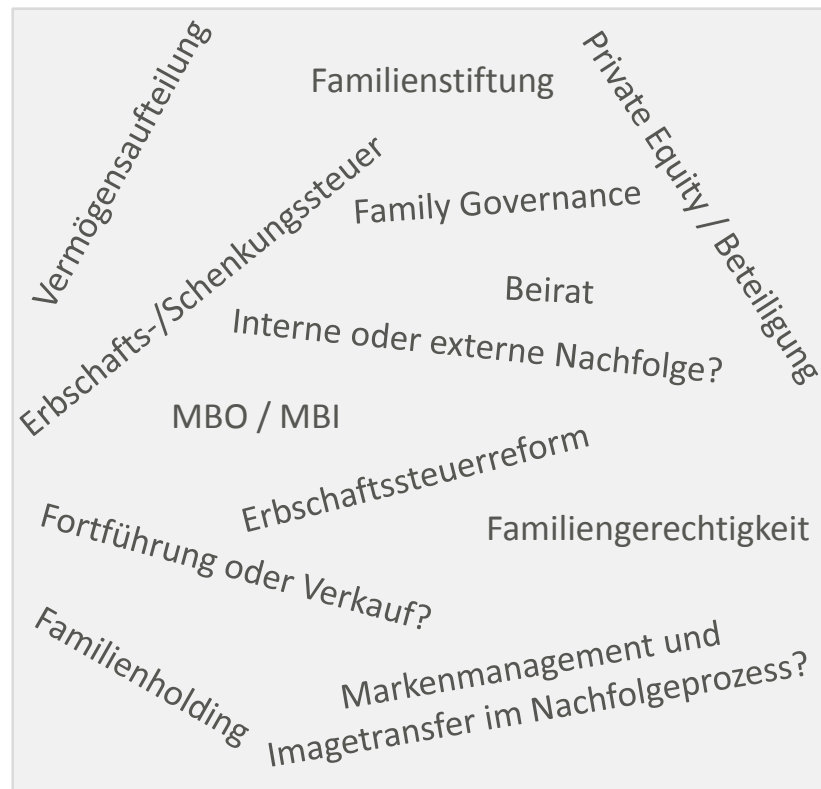 Vermögensaufteilung
Familienstiftung
Private Equity / Beteiligung
Erbschafts-/Schenkungssteuer
Family Governance
Beirat
Interne oder externe Nachfolge?
MBO / MBI
Erbschaftssteuerreform
Fortführung oder Verkauf?
Familiengerechtigkeit
Familienholding
Markenmanagement und
Imagetransfer im Nachfolgeprozess?